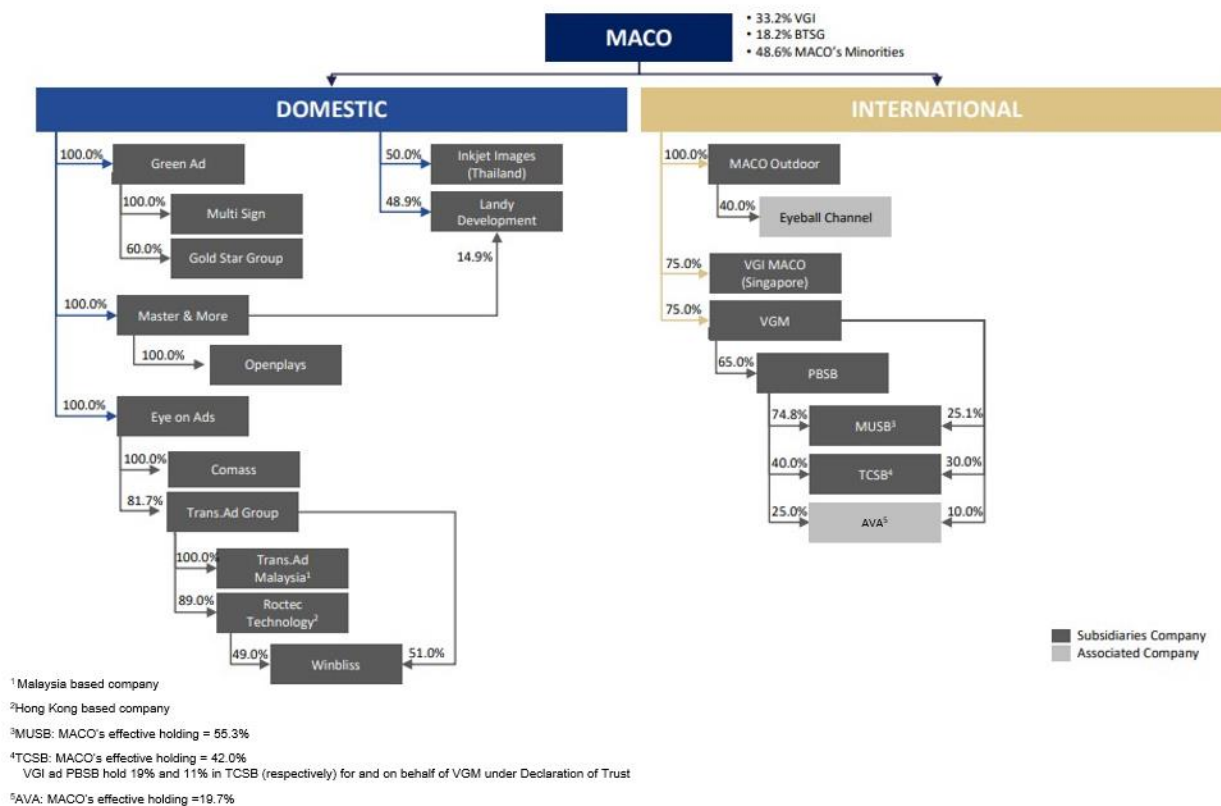 MACO
• 33.2% VGI
• 18.2% BTSG
• 48.6% MACO's Minorities
DOMESTIC
100.0%
Green Ad
100.0%
Multi Sign
60.0%
Gold Star Group
50.0%
Inkjet Images
(Thailand)
48.9%
Landy
Development
14.9%
100.0%
Master & More
100.0%
Openplays
100.0%
Eye on Ads
100.0%
Comass
81.7%
Trans.Ad Group
100.0%
Trans.Ad
Malaysia¹
89.0%
Roctec
Technology²
49.0%
Winbliss
51.0%
INTERNATIONAL
100.0%
MACO Outdoor
40.0%
Eyeball Channel
75.0%
VGI MACO
(Singapore)
75.0%
VGM
65.0%
PBSB
74.8%
MUSB³
25.1%
40.0%
TCSB⁴
30.0%
25.0%
AVA⁵
10.0%
Subsidiaries Company
Associated Company
¹ Malaysia based company
²Hong Kong based company
³MUSB: MACO's effective holding = 55.3%
⁴TCSB: MACO's effective holding = 42.0%
VGI ad PBSB hold 19% and 11% in TCSB (respectively) for and on behalf of VGM under Declaration of Trust
⁵AVA: MACO's effective holding =19.7%